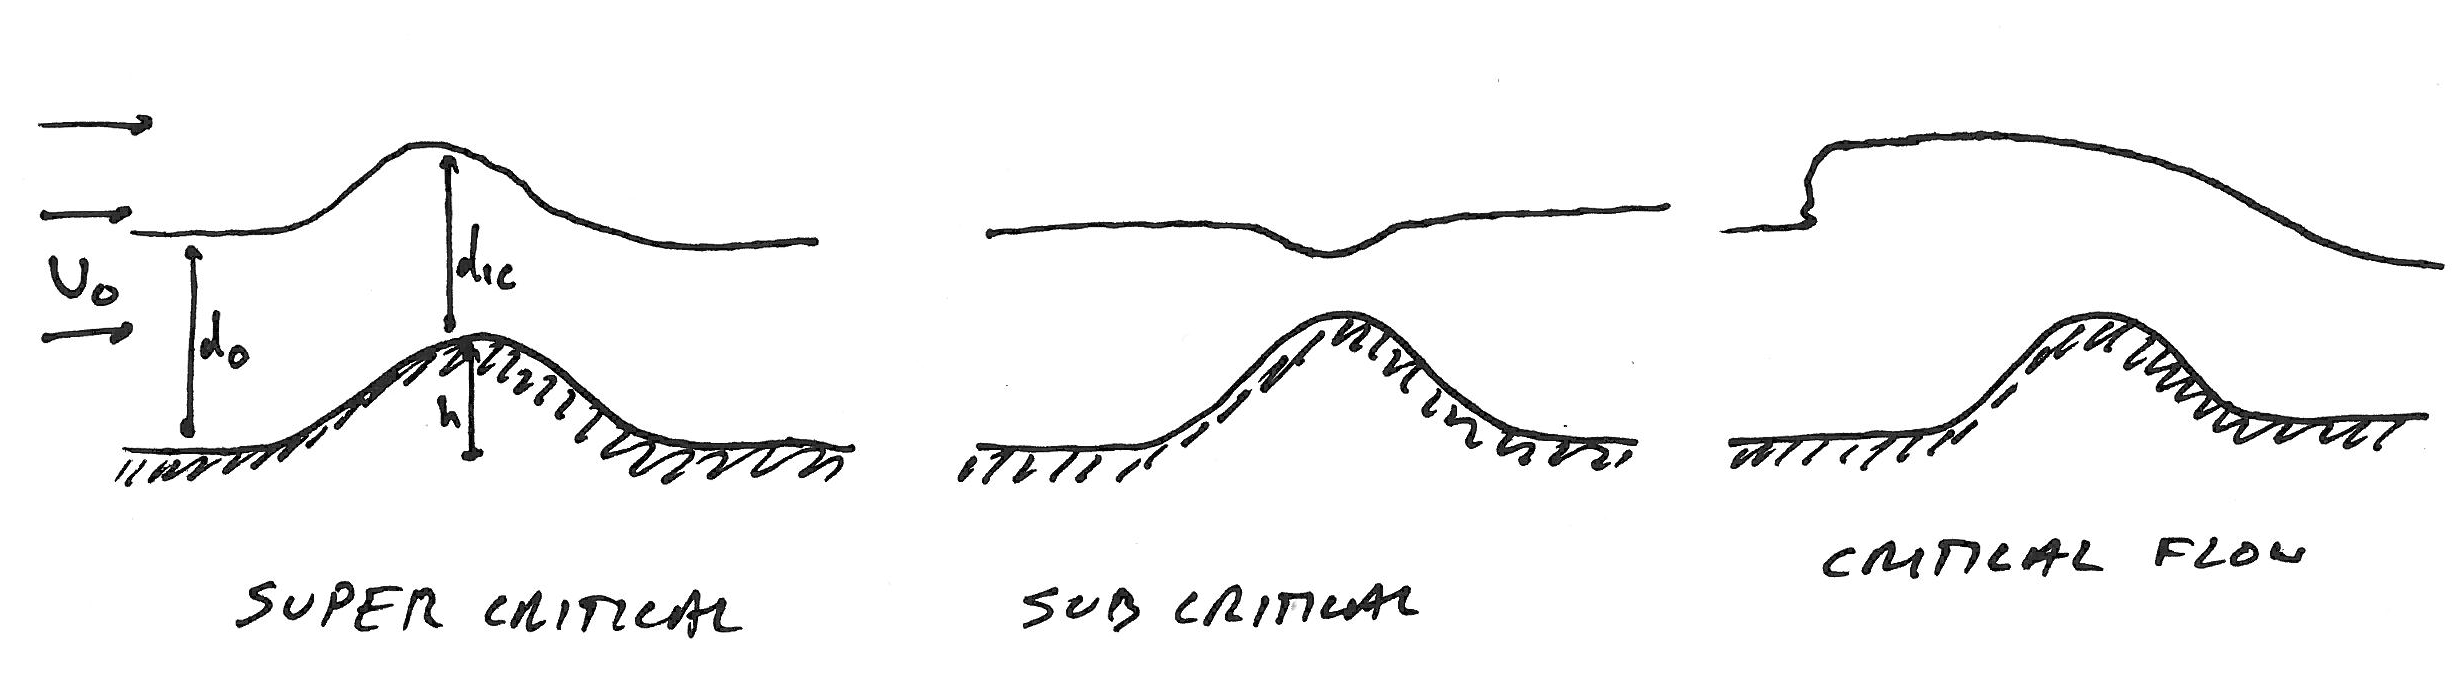 U₀
d₀
d₁c
h
SUPER CRITICAL
SUB CRITICAL
CRITICAL FLOW